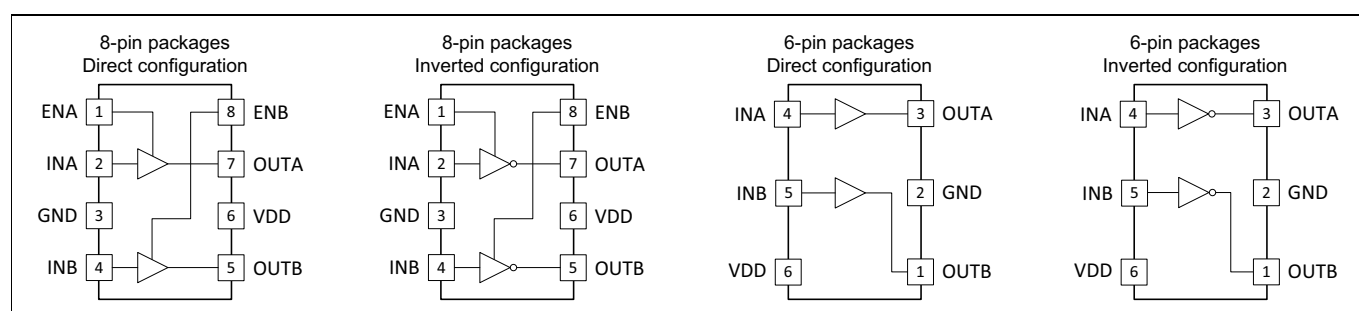 8-pin packages
Direct configuration
ENA 1 8 ENB
INA 2 7 OUTA
GND 3 6 VDD
INB 4 5 OUTB
8-pin packages
Inverted configuration
ENA 1 8 ENB
INA 2 7 OUTA
GND 3 6 VDD
INB 4 5 OUTB
6-pin packages
Direct configuration
INA 4 3 OUTA
INB 5 2 GND
VDD 6 1 OUTB
6-pin packages
Inverted configuration
INA 4 3 OUTA
INB 5 2 GND
VDD 6 1 OUTB